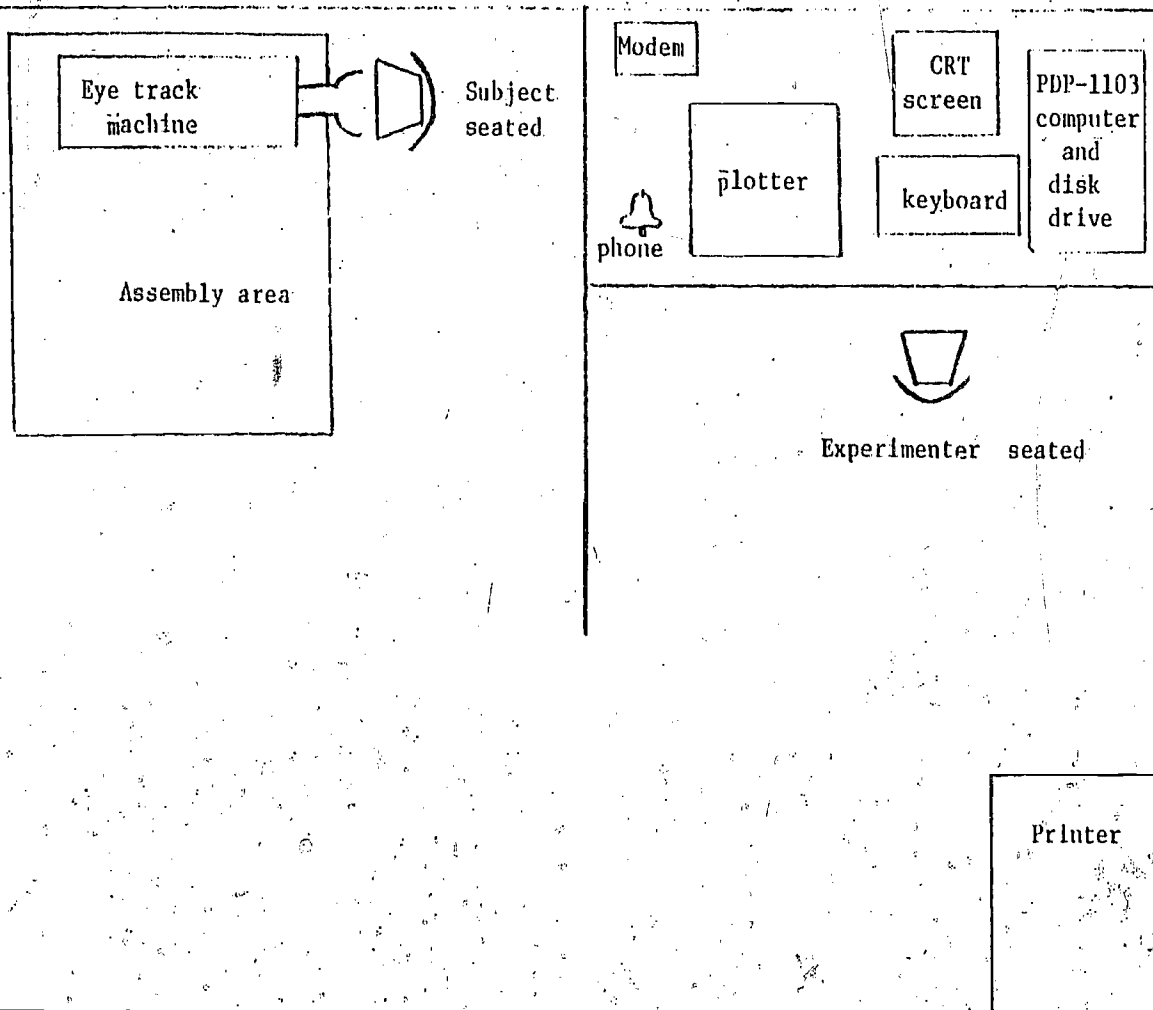 Eye track
machine
Subject
seated
Assembly area
Modem
CRT
screen
PDP-1103
computer
and
disk
drive
plotter
keyboard
phone
Experimenter seated
Printer